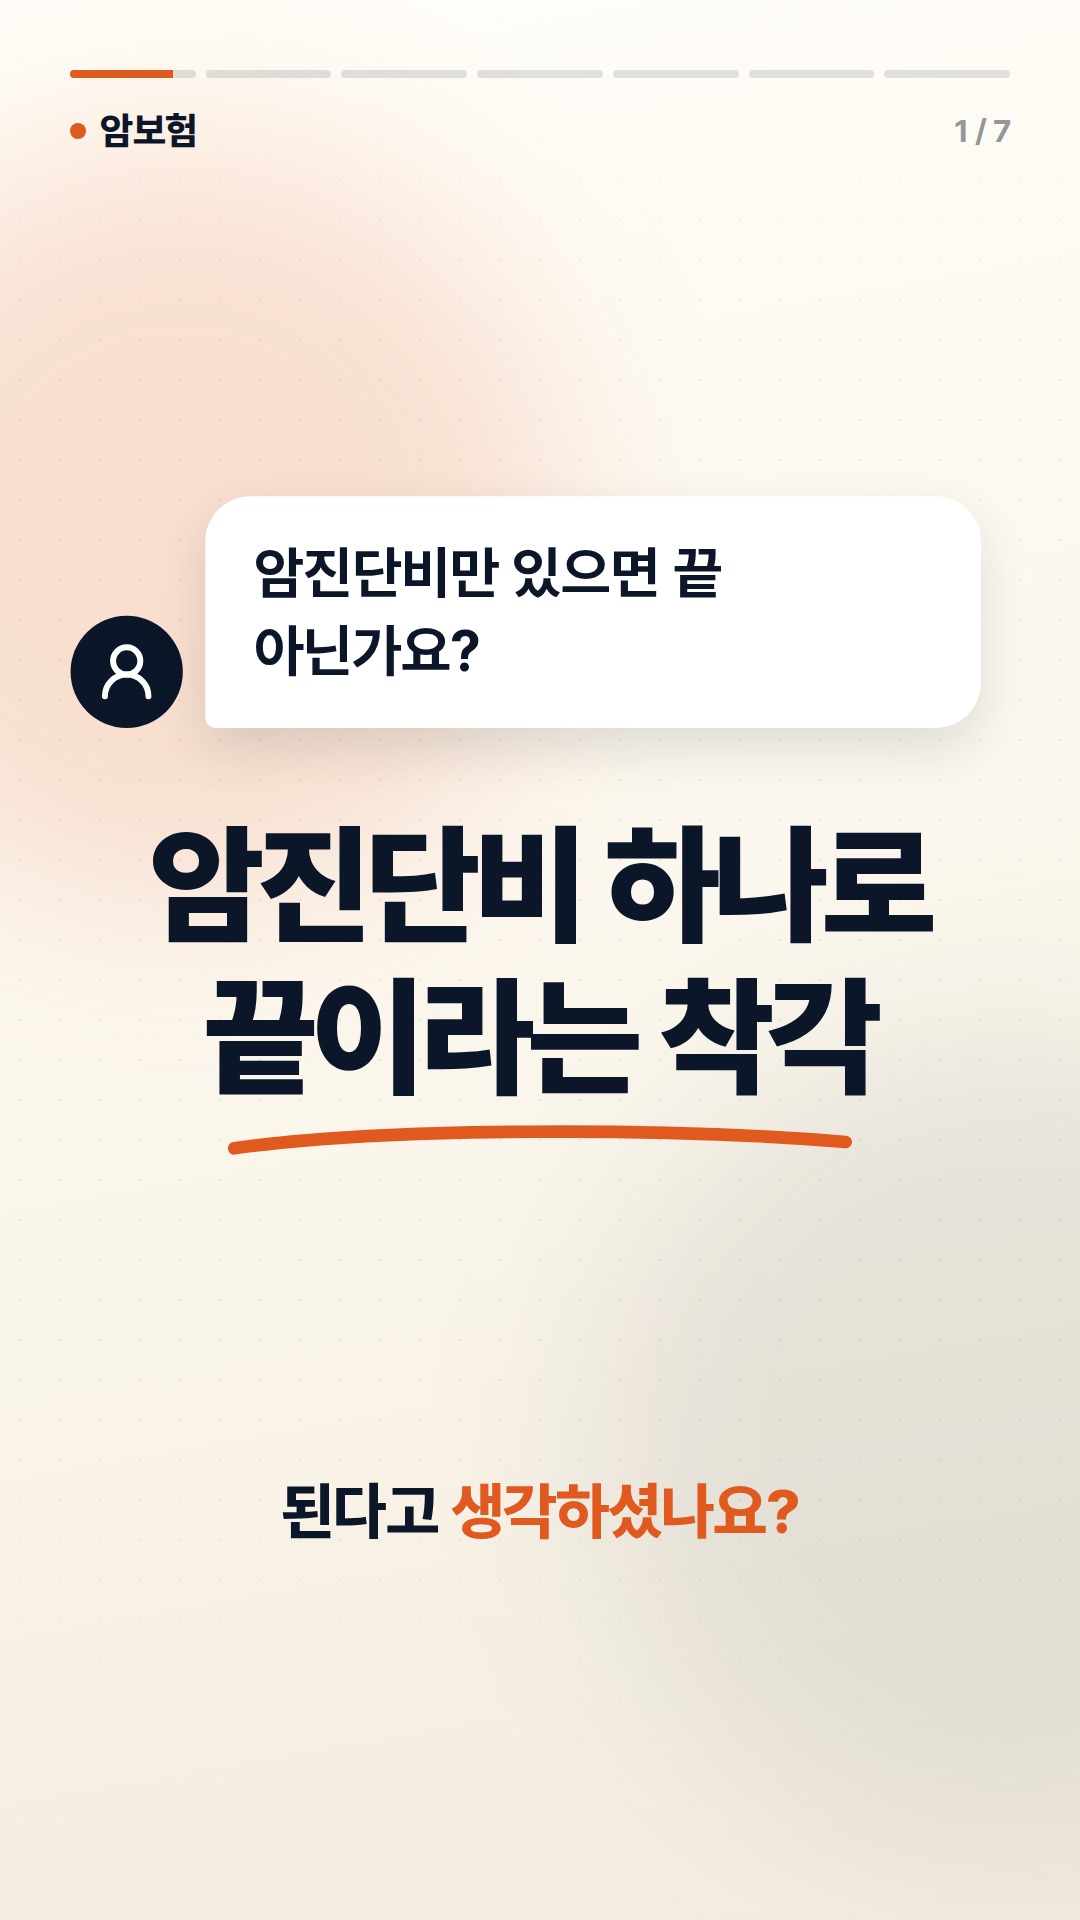 암보험
1 / 7
암진단비만 있으면 끝
아닌가요?
암진단비 하나로
끝이라는 착각
된다고 생각하셨나요?